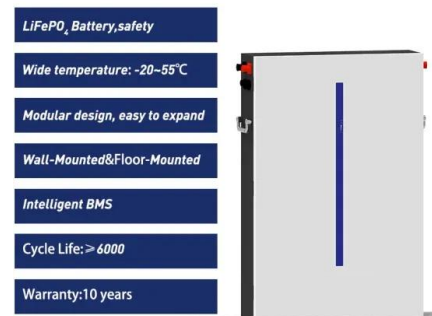 LiFePO₄ Battery,safety
Wide temperature: -20~55℃
Modular design, easy to expand
Wall-Mounted&Floor-Mounted
Intelligent BMS
Cycle Life:≥6000
Warranty:10 years